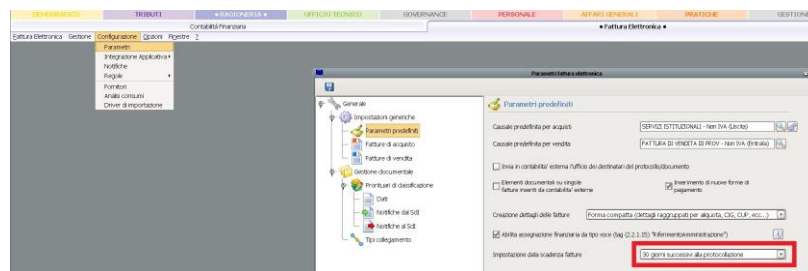 DEMOGRAFICO TRIBUTI • RAGIONERIA • UFFICIO TECNICO GOVERNANCE PERSONALE AFFARI GENERALI PRATICHE GESTIONE
Contabilità Finanziaria • Fattura Elettronica •
Fattura Elettronica Gestione Configurazione Opzioni Finestre ?
Parametri
Integrazione Applicativa
Notifiche
Regole
Fornitori
Analisi consumi
Driver di importazione
Parametri fattura elettronica
Generale
Impostazioni generiche
Parametri predefiniti
Fatture di acquisto
Fatture di vendita
Gestione documentale
Prontuari di classificazione
Dati
Notifiche dal SdI
Notifiche al SdI
Tipi collegamento
Parametri predefiniti
Causale predefinita per acquisti SERVIZI ISTITUZIONALI - Non IVA (Uscita)
Causale predefinita per vendita FATTURA DI VENDITA DI PROV - Non IVA (Entrata)
Invia in contabilita' esterna l'ufficio dei destinatari del protocollo/documento
Elementi documentali su singole fatture inseriti da contabilita' esterne
Inserimento di nuove forme di pagamento
Creazione dettagli delle fatture Forma compatta (dettagli raggruppati per aliquota, CIG, CUP, ecc...)
Abilita assegnazione finanziaria da tipo voce (tag (2.2.1.15) "RiferimentoAmministrazione")
Impostazione data scadenza fatture 30 giorni successivi alla protocollazione